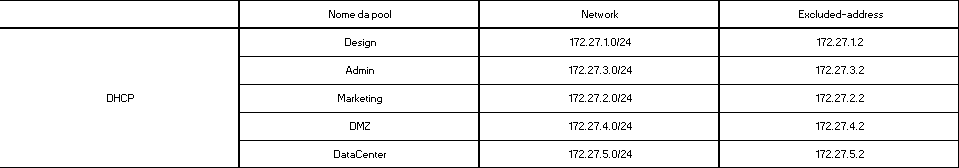 Nome da pool Network Excluded-address
Design 172.27.1.0/24 172.27.1.2
Admin 172.27.3.0/24 172.27.3.2
DHCP Marketing 172.27.2.0/24 172.27.2.2
DMZ 172.27.4.0/24 172.27.4.2
DataCenter 172.27.5.0/24 172.27.5.2